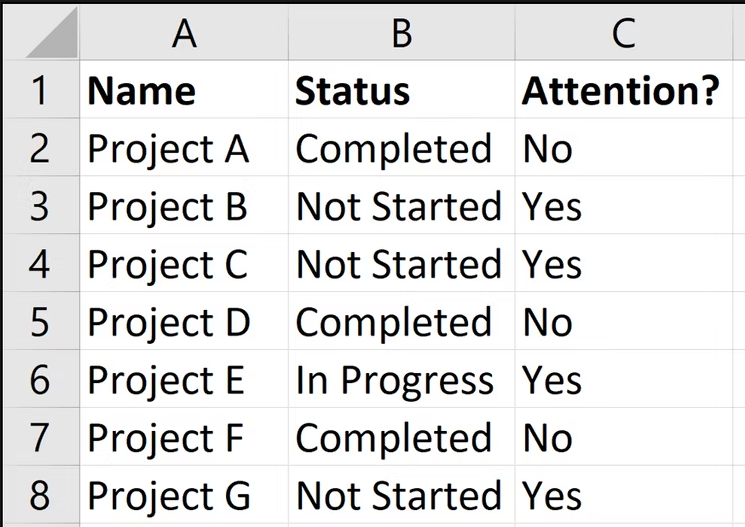 A B C
1 Name Status Attention?
2 Project A Completed No
3 Project B Not Started Yes
4 Project C Not Started Yes
5 Project D Completed No
6 Project E In Progress Yes
7 Project F Completed No
8 Project G Not Started Yes